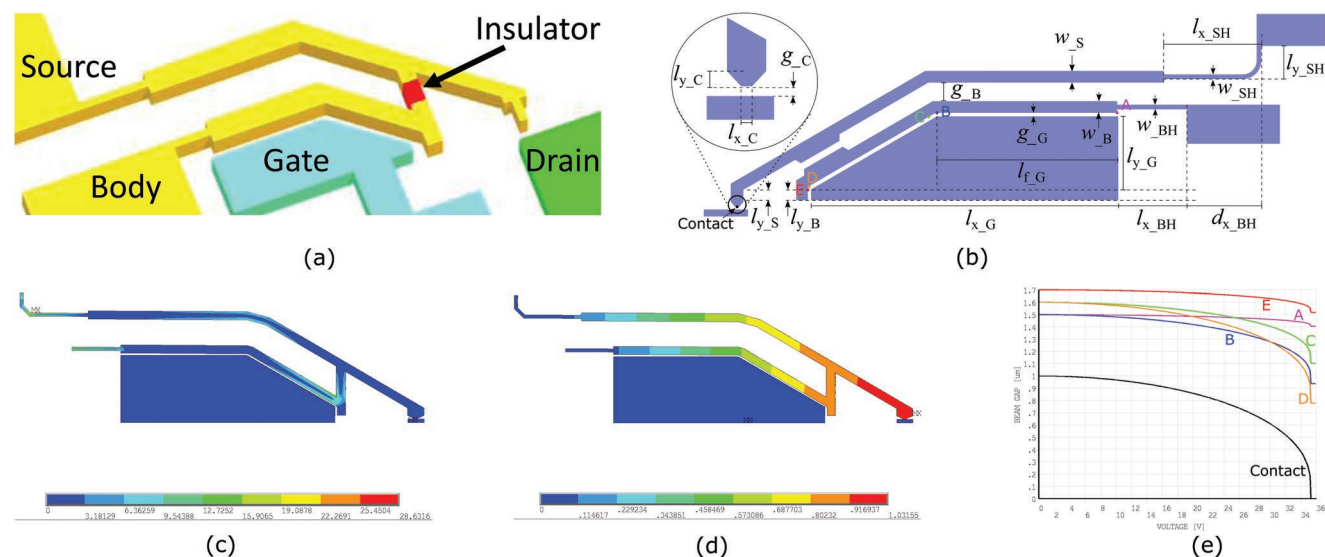 Source
Insulator
Gate
Drain
Body
(a)
l_y_C
g_C
l_x_C
w_S
l_x_SH
l_y_SH
w_SH
g_B
A
B
C
w_BH
g_G
w_B
l_y_G
l_f_G
D
E
Contact
l_y_S
l_y_B
l_x_G
l_x_BH
d_x_BH
(b)
MX
0
3.18129
6.36259
9.54388
12.7252
15.9065
19.0878
22.2691
25.4504
28.6316
(c)
MX
0
.114617
.229234
.343851
.458469
.573086
.687703
.80232
.916937
1.03155
(d)
BEAM GAP [um]
1.7
1.6
1.5
1.4
1.3
1.2
1.1
1
.9
.8
.7
.6
.5
.4
.3
.2
.1
0
E
A
B
C
D
Contact
0 2 4 6 8 10 12 14 16 18 20 22 24 26 28 30 32 34 36
VOLTAGE [V]
(e)